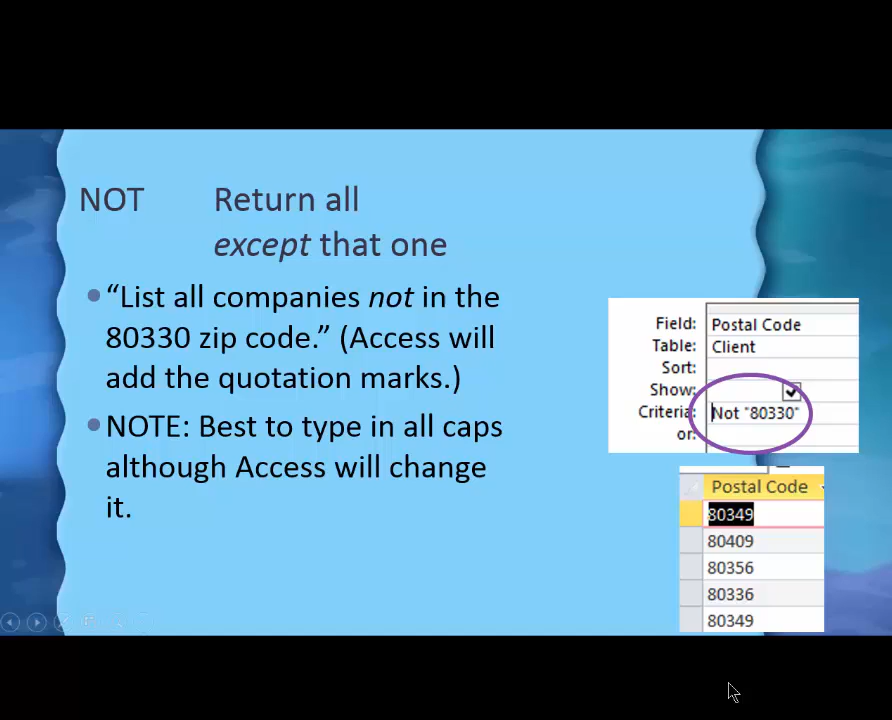 NOT Return all
except that one
“List all companies not in the
80330 zip code.” (Access will
add the quotation marks.)
NOTE: Best to type in all caps
although Access will change
it.
Field: Postal Code
Table: Client
Sort:
Show:
Criteria: Not "80330"
or:
Postal Code
80349
80409
80356
80336
80349